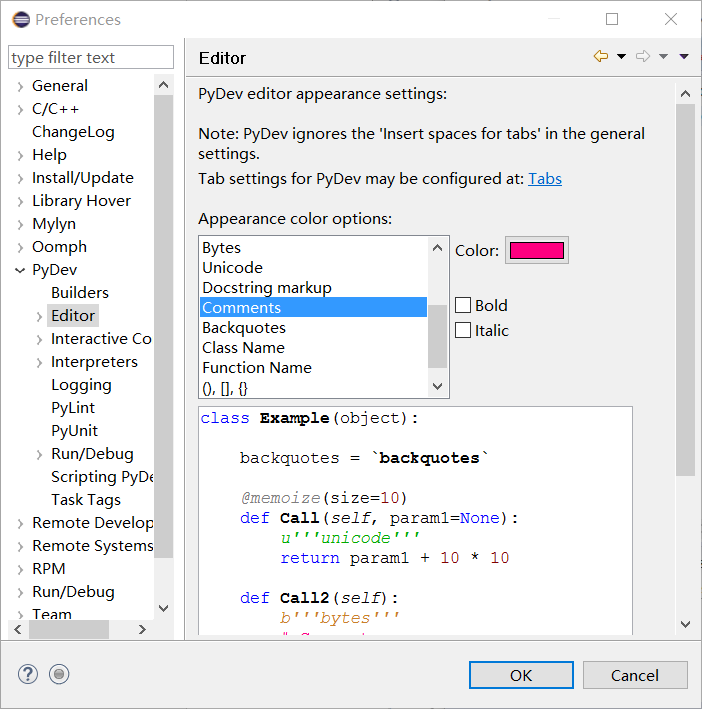 Preferences
type filter text
General
C/C++
ChangeLog
Help
Install/Update
Library Hover
Mylyn
Oomph
PyDev
Builders
Editor
Interactive Co
Interpreters
Logging
PyLint
PyUnit
Run/Debug
Scripting PyDe
Task Tags
Remote Develop
Remote Systems
RPM
Run/Debug
Team
Editor
PyDev editor appearance settings:
Note: PyDev ignores the 'Insert spaces for tabs' in the general
settings.
Tab settings for PyDev may be configured at: Tabs
Appearance color options:
Bytes
Unicode
Docstring markup
Comments
Backquotes
Class Name
Function Name
(), [], {}
Color:
Bold
Italic
class Example(object):
backquotes = `backquotes`
@memoize(size=10)
def Call(self, param1=None):
u'''unicode'''
return param1 + 10 * 10
def Call2(self):
b'''bytes'''
OK
Cancel